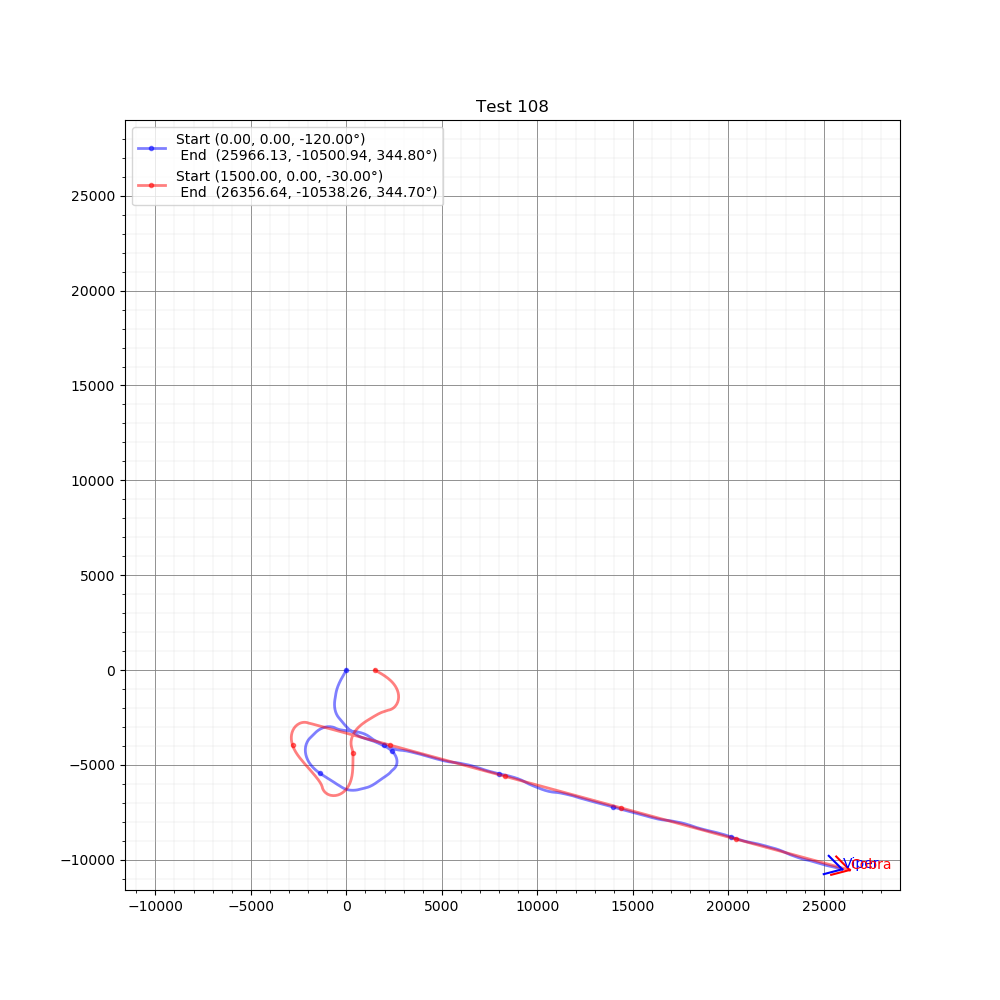 Test 108
Start (0.00, 0.00, -120.00°)
End (25966.13, -10500.94, 344.80°)
Start (1500.00, 0.00, -30.00°)
End (26356.64, -10538.26, 344.70°)
25000
20000
15000
10000
5000
0
−5000
−10000
Viper
Cobra
−10000 −5000 0 5000 10000 15000 20000 25000